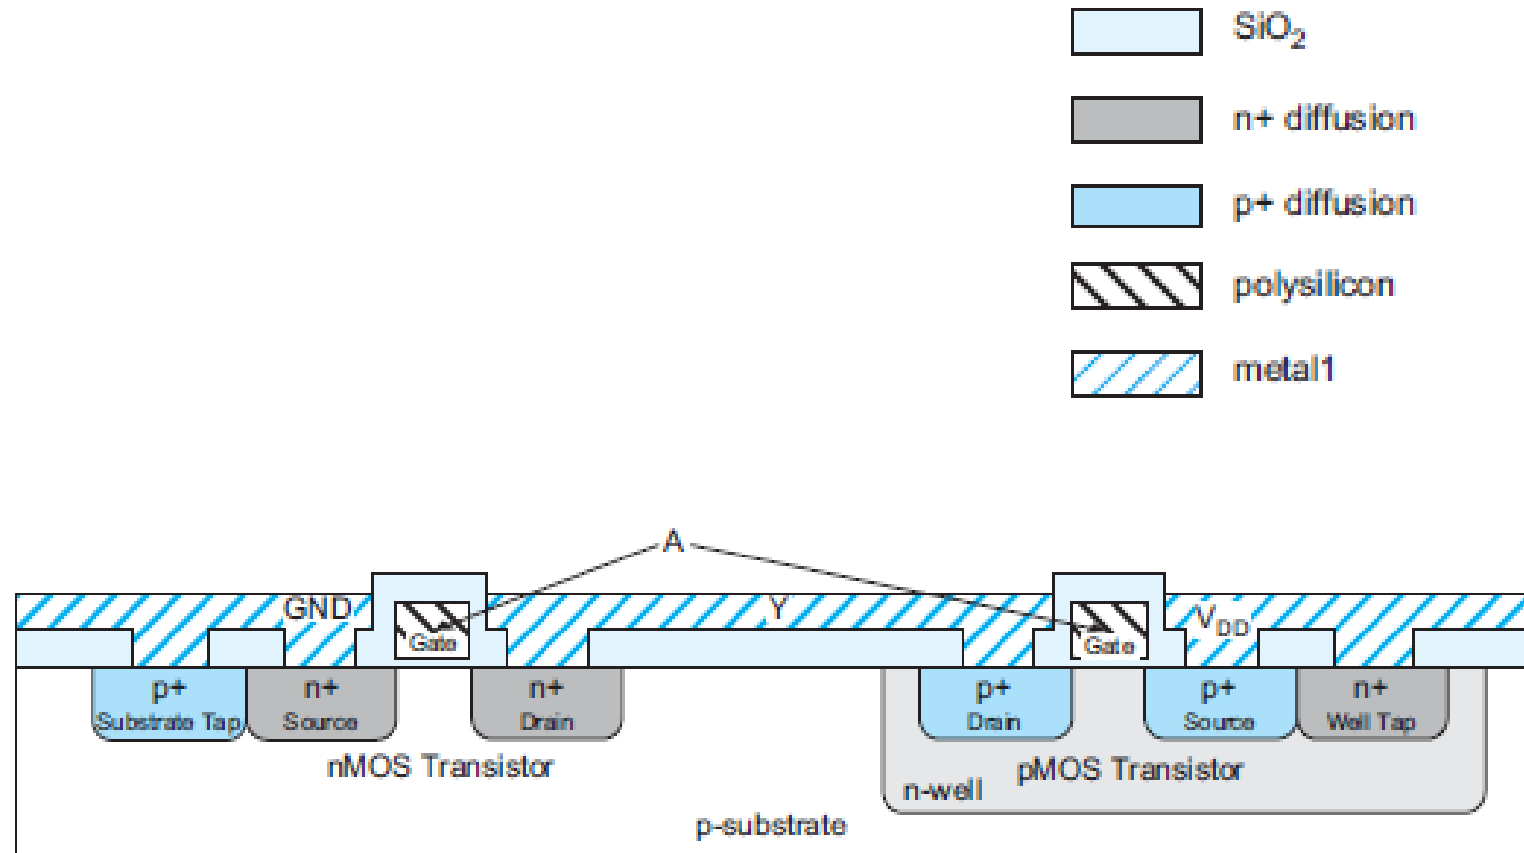 SiO2
n+ diffusion
p+ diffusion
polysilicon
metal1
A
GND
Y
VDD
Gate
Gate
p+
Substrate Tap
n+
Source
n+
Drain
p+
Drain
p+
Source
n+
Well Tap
nMOS Transistor
pMOS Transistor
n-well
p-substrate